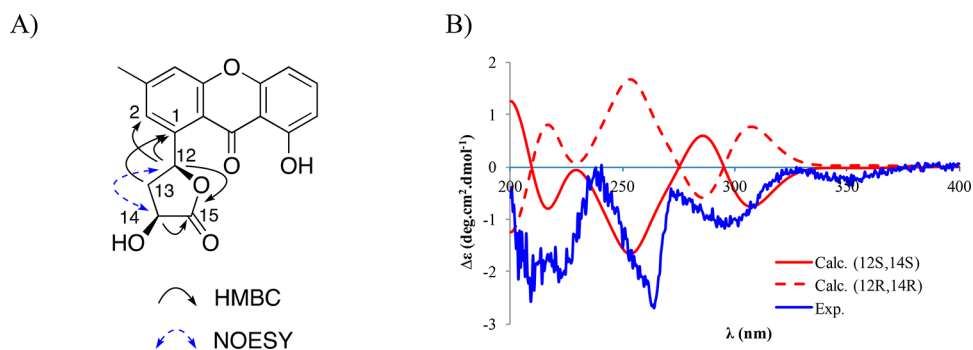 A)
O
2
1
O
OH
12
13
O
14
15
HO
O
HMBC
NOESY
B)
2
1
0
-1
-2
-3
200
250
300
350
400
Δε (deg.cm².dmol⁻¹)
λ (nm)
Calc. (12S,14S)
Calc. (12R,14R)
Exp.